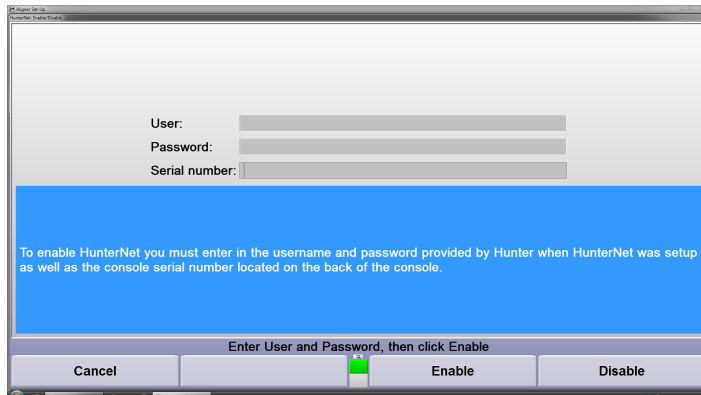 Aligner Set-Up
HunterNet: Enable/Disable
User:
Password:
Serial number:
To enable HunterNet you must enter in the username and password provided by Hunter when HunterNet was setup
as well as the console serial number located on the back of the console.
Enter User and Password, then click Enable
Cancel
Enable
Disable